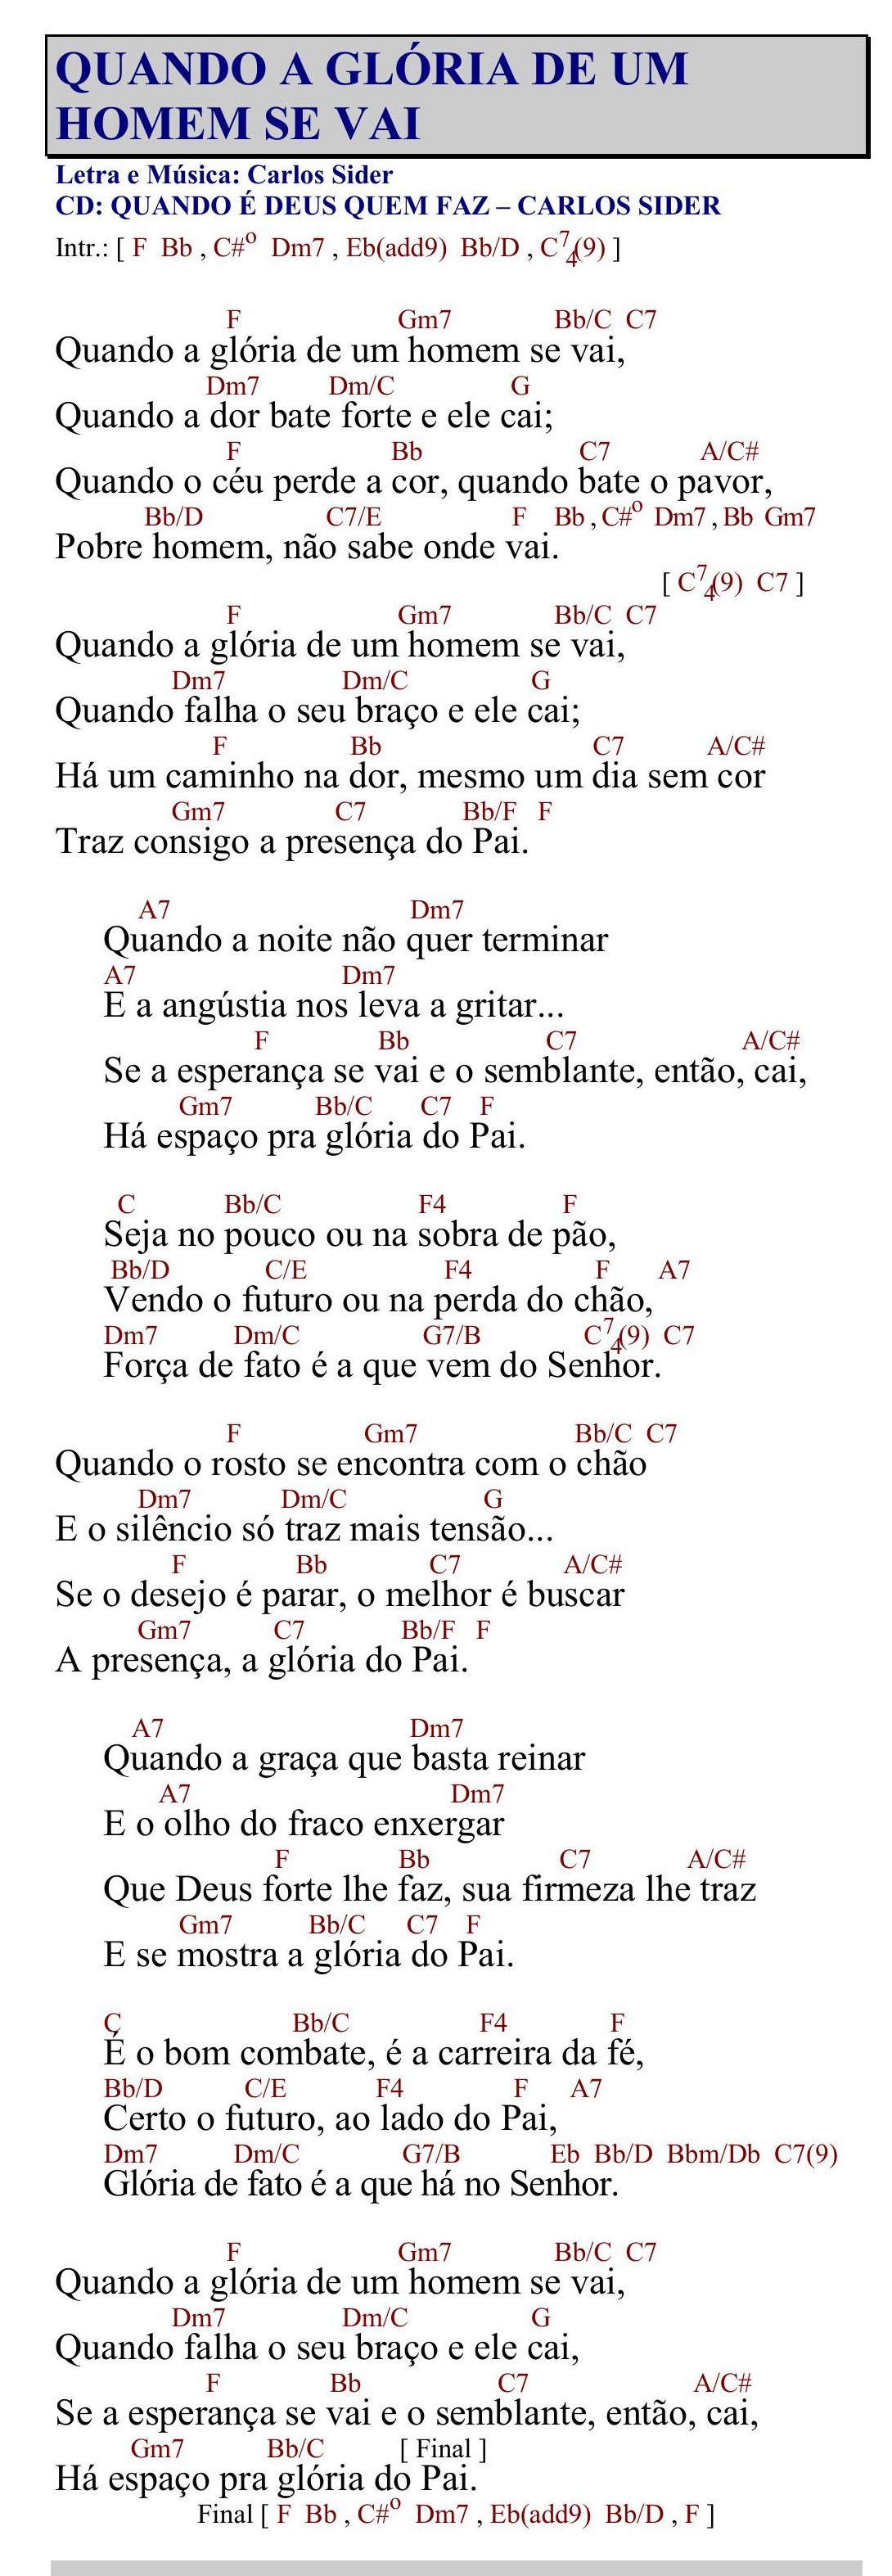 QUANDO A GLÓRIA DE UM
HOMEM SE VAI
Letra e Música: Carlos Sider
CD: QUANDO É DEUS QUEM FAZ – CARLOS SIDER
Intr.: [ F Bb , C#º Dm7 , Eb(add9) Bb/D , C7/4(9) ]
F Gm7 Bb/C C7
Quando a glória de um homem se vai,
Dm7 Dm/C G
Quando a dor bate forte e ele cai;
F Bb C7 A/C#
Quando o céu perde a cor, quando bate o pavor,
Bb/D C7/E F Bb , C#º Dm7 , Bb Gm7
Pobre homem, não sabe onde vai.
[ C7/4(9) C7 ]
F Gm7 Bb/C C7
Quando a glória de um homem se vai,
Dm7 Dm/C G
Quando falha o seu braço e ele cai;
F Bb C7 A/C#
Há um caminho na dor, mesmo um dia sem cor
Gm7 C7 Bb/F F
Traz consigo a presença do Pai.
A7 Dm7
Quando a noite não quer terminar
A7 Dm7
E a angústia nos leva a gritar...
F Bb C7 A/C#
Se a esperança se vai e o semblante, então, cai,
Gm7 Bb/C C7 F
Há espaço pra glória do Pai.
C Bb/C F4 F
Seja no pouco ou na sobra de pão,
Bb/D C/E F4 F A7
Vendo o futuro ou na perda do chão,
Dm7 Dm/C G7/B C7/4(9) C7
Força de fato é a que vem do Senhor.
F Gm7 Bb/C C7
Quando o rosto se encontra com o chão
Dm7 Dm/C G
E o silêncio só traz mais tensão...
F Bb C7 A/C#
Se o desejo é parar, o melhor é buscar
Gm7 C7 Bb/F F
A presença, a glória do Pai.
A7 Dm7
Quando a graça que basta reinar
A7 Dm7
E o olho do fraco enxergar
F Bb C7 A/C#
Que Deus forte lhe faz, sua firmeza lhe traz
Gm7 Bb/C C7 F
E se mostra a glória do Pai.
C Bb/C F4 F
É o bom combate, é a carreira da fé,
Bb/D C/E F4 F A7
Certo o futuro, ao lado do Pai,
Dm7 Dm/C G7/B Eb Bb/D Bbm/Db C7(9)
Glória de fato é a que há no Senhor.
F Gm7 Bb/C C7
Quando a glória de um homem se vai,
Dm7 Dm/C G
Quando falha o seu braço e ele cai,
F Bb C7 A/C#
Se a esperança se vai e o semblante, então, cai,
Gm7 Bb/C [ Final ]
Há espaço pra glória do Pai.
Final [ F Bb , C#º Dm7 , Eb(add9) Bb/D , F ]